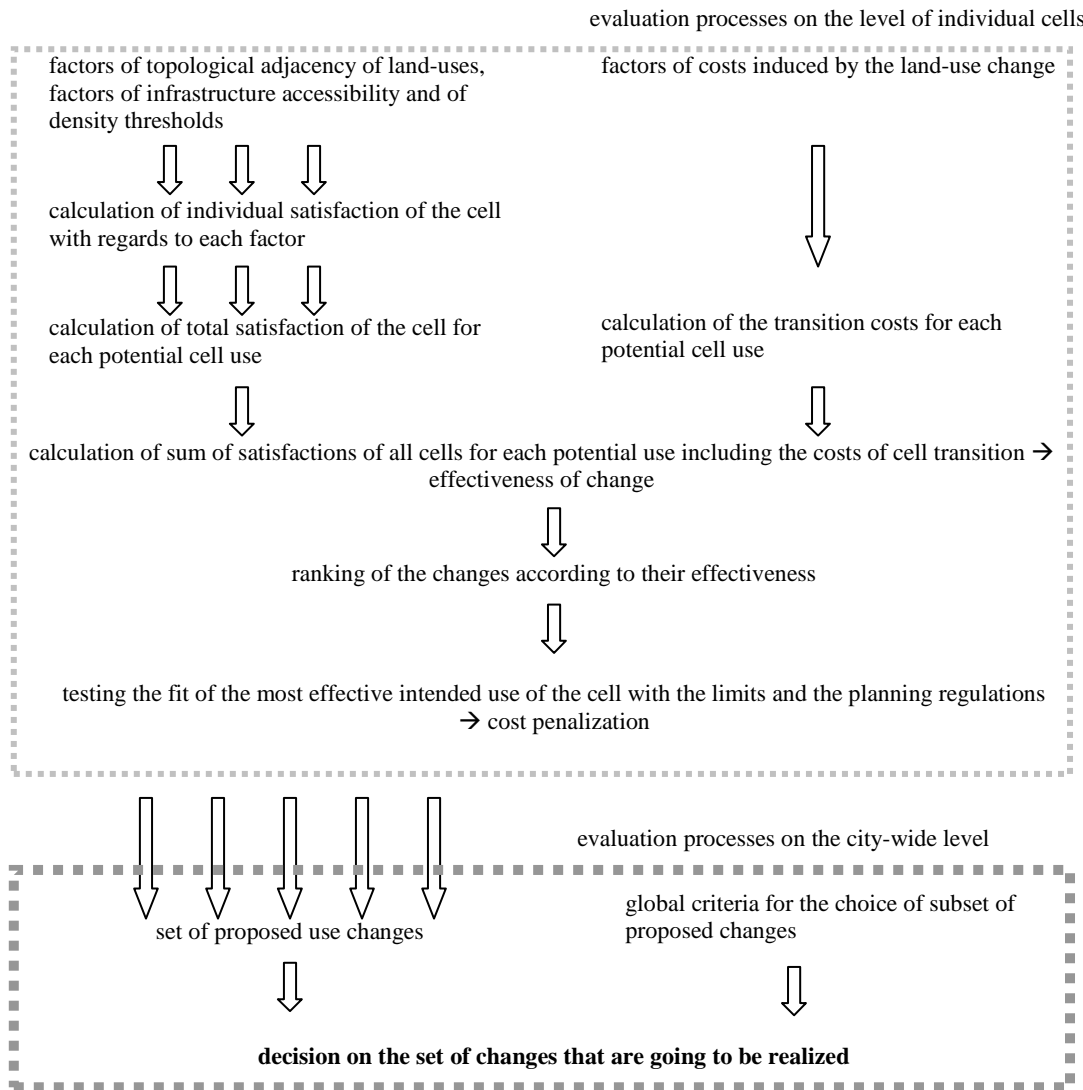 evaluation processes on the level of individual cells
factors of topological adjacency of land-uses,
factors of infrastructure accessibility and of
density thresholds
factors of costs induced by the land-use change
calculation of individual satisfaction of the cell
with regards to each factor
calculation of total satisfaction of the cell for
each potential cell use
calculation of the transition costs for each
potential cell use
calculation of sum of satisfactions of all cells for each potential use including the costs of cell transition →
effectiveness of change
ranking of the changes according to their effectiveness
testing the fit of the most effective intended use of the cell with the limits and the planning regulations
→ cost penalization
evaluation processes on the city-wide level
set of proposed use changes
global criteria for the choice of subset of
proposed changes
decision on the set of changes that are going to be realized